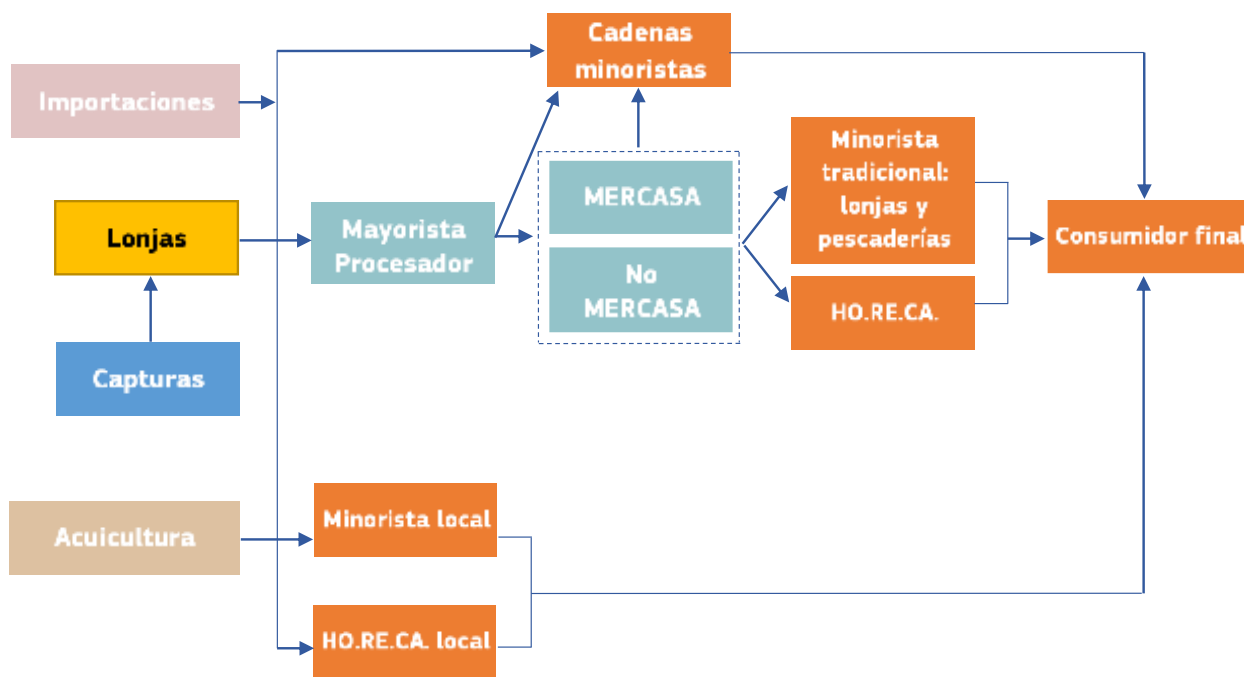 Cadenas
minoristas
Importaciones
Minorista
tradicional:
lonjas y
pescaderías
MERCASA
Lonjas
Mayorista
Procesador
Consumidor final
No
MERCASA
HO.RE.CA.
Capturas
Minorista local
Acuicultura
HO.RE.CA. local